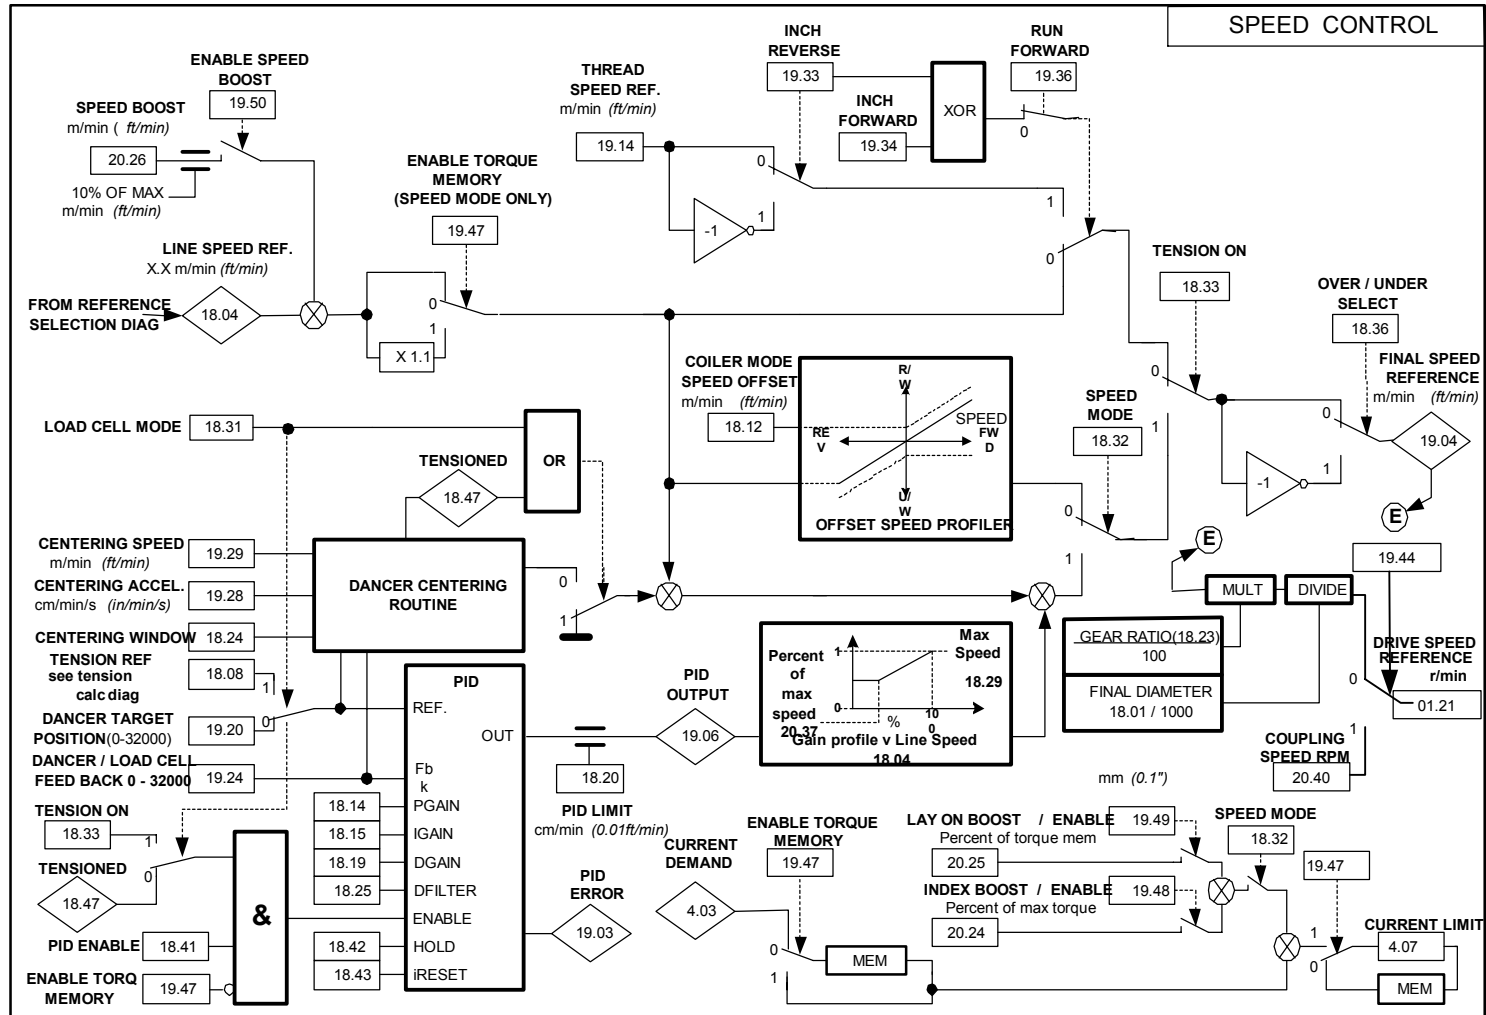 SPEED CONTROL
ENABLE SPEED
BOOST
19.50
SPEED BOOST
m/min ( ft/min)
20.26
10% OF MAX
m/min (ft/min)
LINE SPEED REF.
X.X m/min (ft/min)
FROM REFERENCE
SELECTION DIAG
18.04
ENABLE TORQUE
MEMORY
(SPEED MODE ONLY)
19.47
0
1
X 1.1
THREAD
SPEED REF.
m/min (ft/min)
19.14
INCH
REVERSE
19.33
INCH
FORWARD
19.34
XOR
RUN
FORWARD
19.36
0
0
1
-1
1
0
TENSION ON
18.33
0
1
OVER / UNDER
SELECT
18.36
FINAL SPEED
REFERENCE
m/min (ft/min)
19.04
0
1
-1
E
COILER MODE
SPEED OFFSET
m/min (ft/min)
18.12
R/
W
SPEED
RE
V
FW
D
U/
W
OFFSET SPEED PROFILER
SPEED
MODE
18.32
0
1
LOAD CELL MODE
18.31
OR
TENSIONED
18.47
CENTERING SPEED
m/min (ft/min)
19.29
CENTERING ACCEL.
cm/min/s (in/min/s)
19.28
CENTERING WINDOW
18.24
DANCER CENTERING
ROUTINE
0
1
TENSION REF
see tension
calc diag
18.08
1
0
DANCER TARGET
POSITION(0-32000)
19.20
DANCER / LOAD CELL
FEED BACK 0 - 32000
19.24
PID
REF.
OUT
Fb
k
18.14
PGAIN
18.15
IGAIN
18.19
DGAIN
18.25
DFILTER
ENABLE
18.42
HOLD
18.43
iRESET
TENSION ON
18.33
1
0
TENSIONED
18.47
PID ENABLE
18.41
ENABLE TORQ
MEMORY
19.47
&
18.20
PID LIMIT
cm/min (0.01ft/min)
PID
OUTPUT
19.06
PID
ERROR
19.03
Percent
of
max
speed
20.37
1
0
%
10
0
Max
Speed
18.29
Gain profile v Line Speed
18.04
E
MULT
DIVIDE
GEAR RATIO(18.23)
100
FINAL DIAMETER
18.01 / 1000
19.44
DRIVE SPEED
REFERENCE
r/min
0
01.21
1
COUPLING
SPEED RPM
20.40
mm (0.1")
CURRENT
DEMAND
4.03
ENABLE TORQUE
MEMORY
19.47
0
1
MEM
LAY ON BOOST / ENABLE
Percent of torque mem
19.49
20.25
INDEX BOOST / ENABLE
Percent of max torque
19.48
20.24
SPEED MODE
18.32
19.47
1
0
CURRENT LIMIT
4.07
MEM